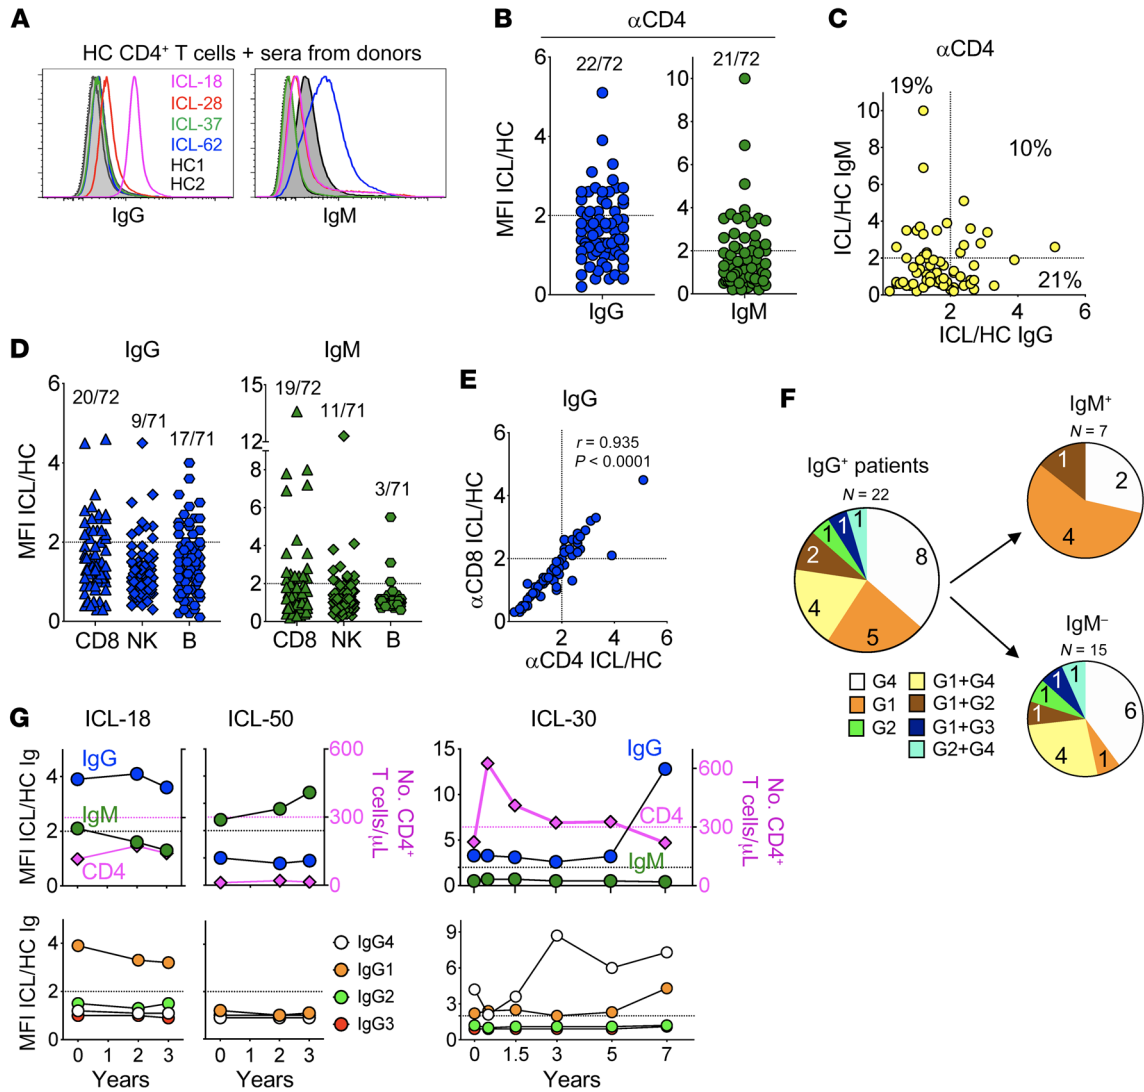 A
HC CD4⁺ T cells + sera from donors
ICL-18
ICL-28
ICL-37
ICL-62
HC1
HC2
IgG
IgM
B
αCD4
22/72
21/72
MFI ICL/HC
6
4
2
0
10
8
6
4
2
0
IgG
IgM
C
αCD4
19%
10%
21%
ICL/HC IgM
10
8
6
4
2
0
2
4
6
ICL/HC IgG
D
IgG
IgM
20/72
9/71
17/71
19/72
11/71
3/71
MFI ICL/HC
6
4
2
0
15
12
8
6
4
2
0
CD8
NK
B
CD8
NK
B
E
IgG
r = 0.935
P < 0.0001
αCD8 ICL/HC
6
4
2
0
0
2
4
6
αCD4 ICL/HC
F
IgG⁺ patients
N = 22
8
5
4
2
1
1
1
IgM⁺
N = 7
2
4
1
IgM⁻
N = 15
6
1
4
1
1
1
1
G4
G1
G2
G1+G4
G1+G2
G1+G3
G2+G4
G
ICL-18
ICL-50
ICL-30
MFI ICL/HC Ig
4
2
0
IgG
IgM
CD4
600
300
0
No. CD4⁺
T cells/μL
15
10
5
0
IgG
CD4
IgM
600
300
0
No. CD4⁺
T cells/μL
MFI ICL/HC Ig
4
2
0
0
1
2
3
Years
0
1
2
3
Years
IgG4
IgG1
IgG2
IgG3
9
6
3
0
0
1.5
3
5
7
Years